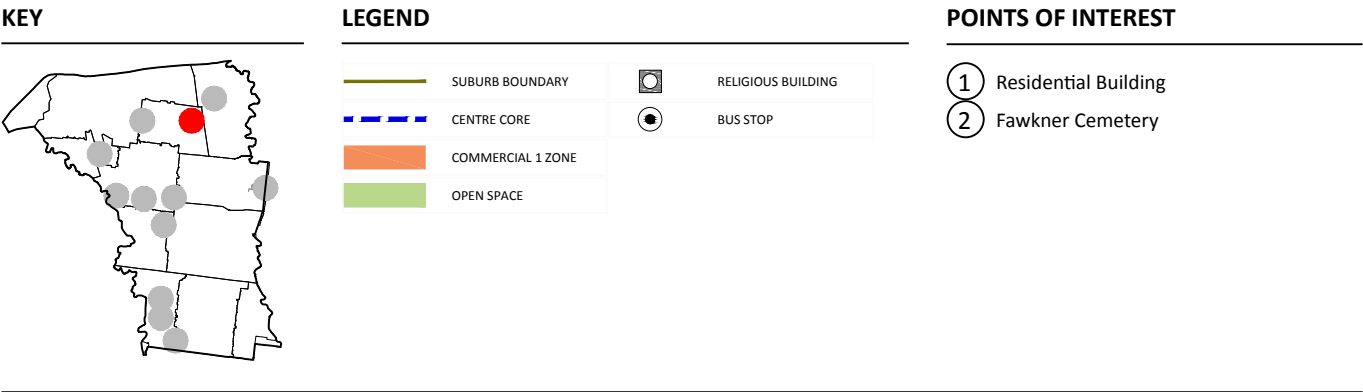 KEY
LEGEND
SUBURB BOUNDARY
CENTRE CORE
COMMERCIAL 1 ZONE
OPEN SPACE
RELIGIOUS BUILDING
BUS STOP
POINTS OF INTEREST
1 Residential Building
2 Fawkner Cemetery